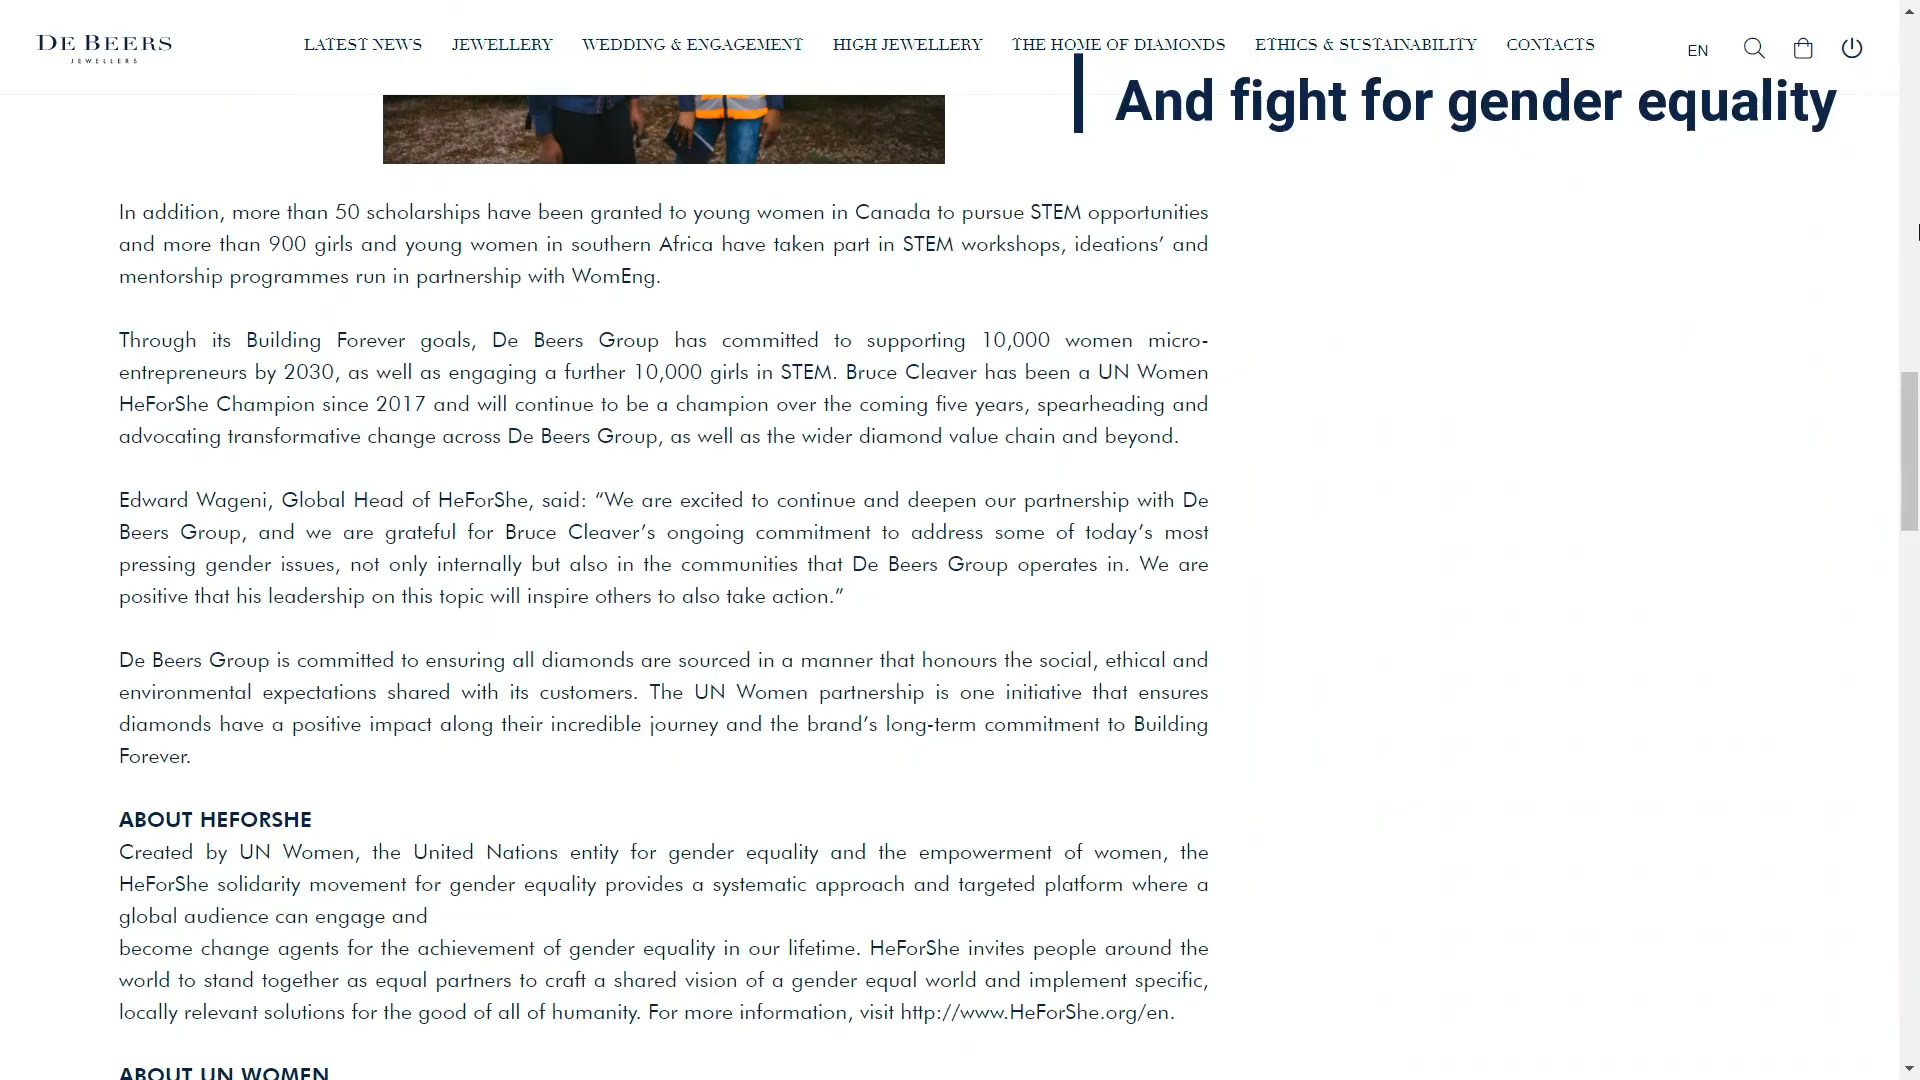 DE BEERS
JEWELLERS
LATEST NEWS
JEWELLERY
WEDDING & ENGAGEMENT
HIGH JEWELLERY
THE HOME OF DIAMONDS
ETHICS & SUSTAINABILITY
CONTACTS
EN
And fight for gender equality
In addition, more than 50 scholarships have been granted to young women in Canada to pursue STEM opportunities
and more than 900 girls and young women in southern Africa have taken part in STEM workshops, ideations’ and
mentorship programmes run in partnership with WomEng.
Through its Building Forever goals, De Beers Group has committed to supporting 10,000 women micro-
entrepreneurs by 2030, as well as engaging a further 10,000 girls in STEM. Bruce Cleaver has been a UN Women
HeForShe Champion since 2017 and will continue to be a champion over the coming five years, spearheading and
advocating transformative change across De Beers Group, as well as the wider diamond value chain and beyond.
Edward Wageni, Global Head of HeForShe, said: “We are excited to continue and deepen our partnership with De
Beers Group, and we are grateful for Bruce Cleaver’s ongoing commitment to address some of today’s most
pressing gender issues, not only internally but also in the communities that De Beers Group operates in. We are
positive that his leadership on this topic will inspire others to also take action.”
De Beers Group is committed to ensuring all diamonds are sourced in a manner that honours the social, ethical and
environmental expectations shared with its customers. The UN Women partnership is one initiative that ensures
diamonds have a positive impact along their incredible journey and the brand’s long-term commitment to Building
Forever.
ABOUT HEFORSHE
Created by UN Women, the United Nations entity for gender equality and the empowerment of women, the
HeForShe solidarity movement for gender equality provides a systematic approach and targeted platform where a
global audience can engage and
become change agents for the achievement of gender equality in our lifetime. HeForShe invites people around the
world to stand together as equal partners to craft a shared vision of a gender equal world and implement specific,
locally relevant solutions for the good of all of humanity. For more information, visit http://www.HeForShe.org/en.
ABOUT UN WOMEN